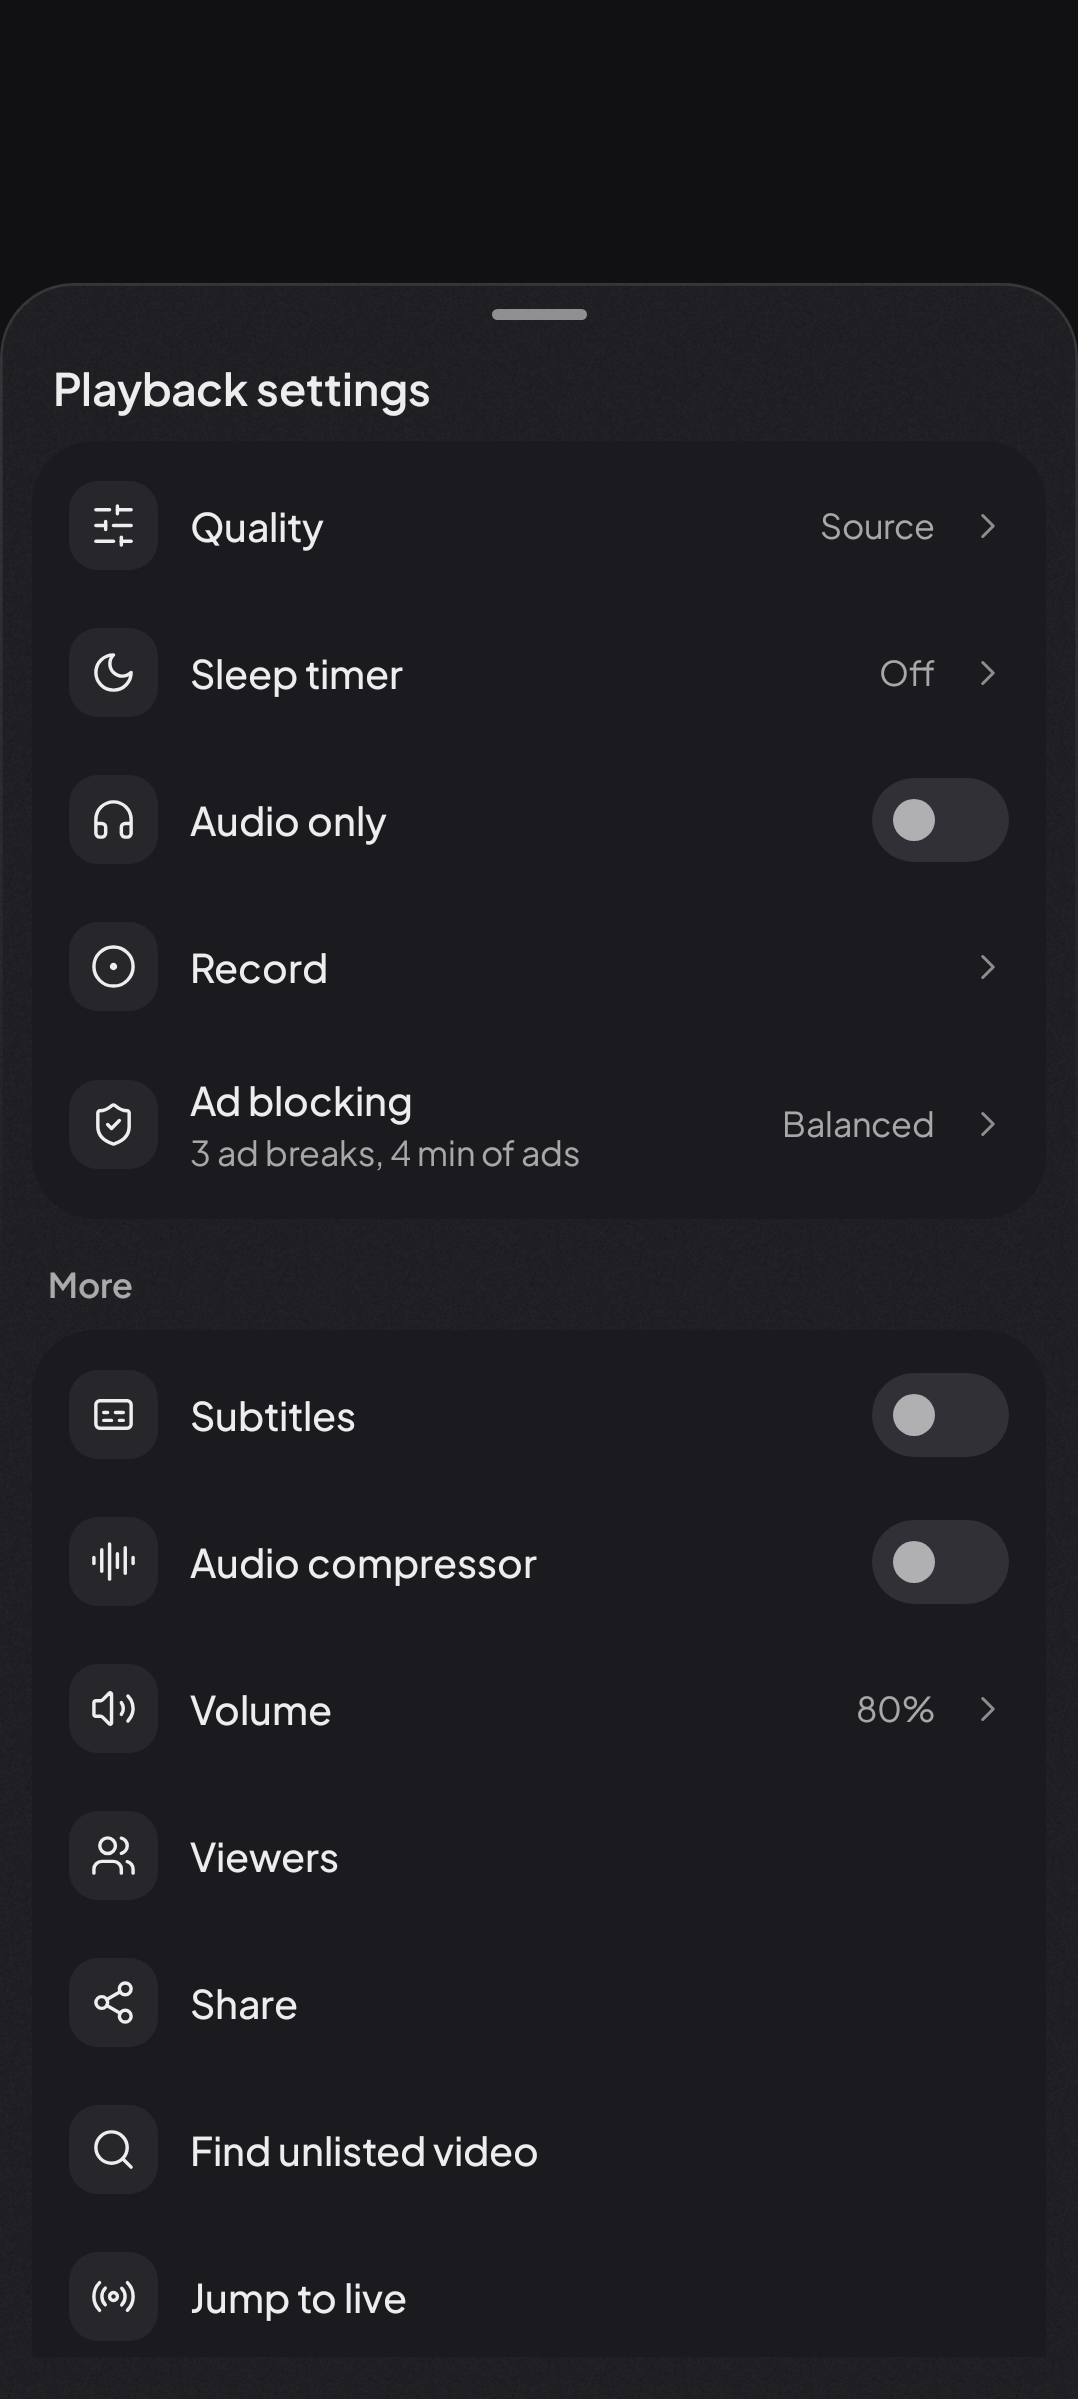 Playback settings
Quality
Source
Sleep timer
Off
Audio only
Record
Ad blocking
3 ad breaks, 4 min of ads
Balanced
More
Subtitles
Audio compressor
Volume
80%
Viewers
Share
Find unlisted video
Jump to live